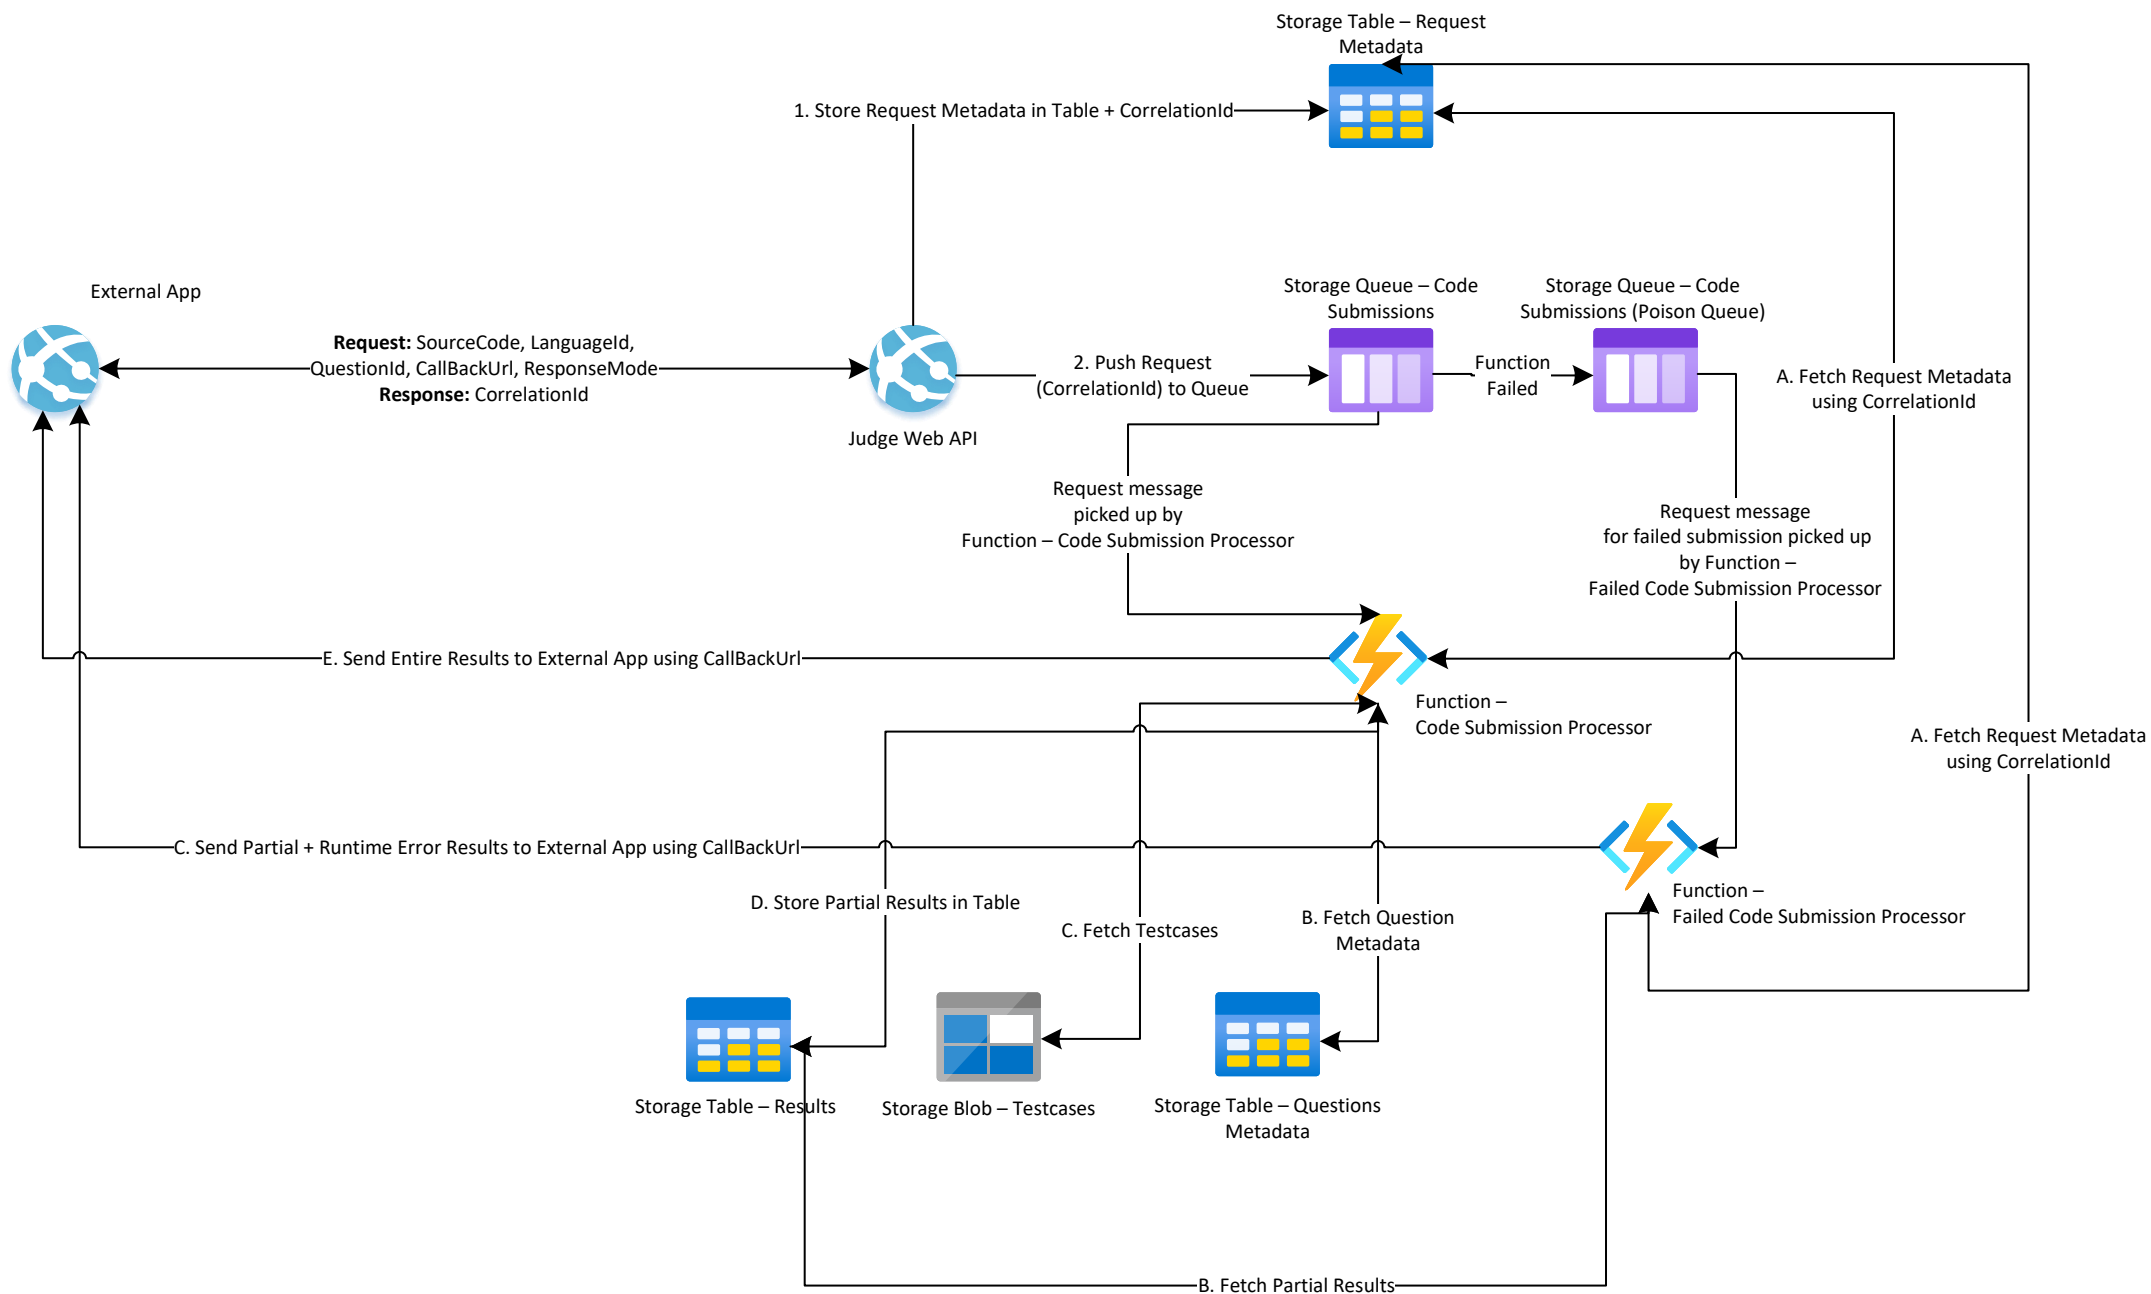 Storage Table – Request
Metadata
1. Store Request Metadata in Table + CorrelationId
External App
Request: SourceCode, LanguageId,
QuestionId, CallBackUrl, ResponseMode
Response: CorrelationId
Judge Web API
2. Push Request
(CorrelationId) to Queue
Storage Queue – Code
Submissions
Function
Failed
Storage Queue – Code
Submissions (Poison Queue)
A. Fetch Request Metadata
using CorrelationId
Request message
picked up by
Function – Code Submission Processor
Request message
for failed submission picked up
by Function –
Failed Code Submission Processor
E. Send Entire Results to External App using CallBackUrl
Function –
Code Submission Processor
A. Fetch Request Metadata
using CorrelationId
C. Send Partial + Runtime Error Results to External App using CallBackUrl
Function –
Failed Code Submission Processor
D. Store Partial Results in Table
C. Fetch Testcases
B. Fetch Question
Metadata
Storage Table – Results
Storage Blob – Testcases
Storage Table – Questions
Metadata
B. Fetch Partial Results